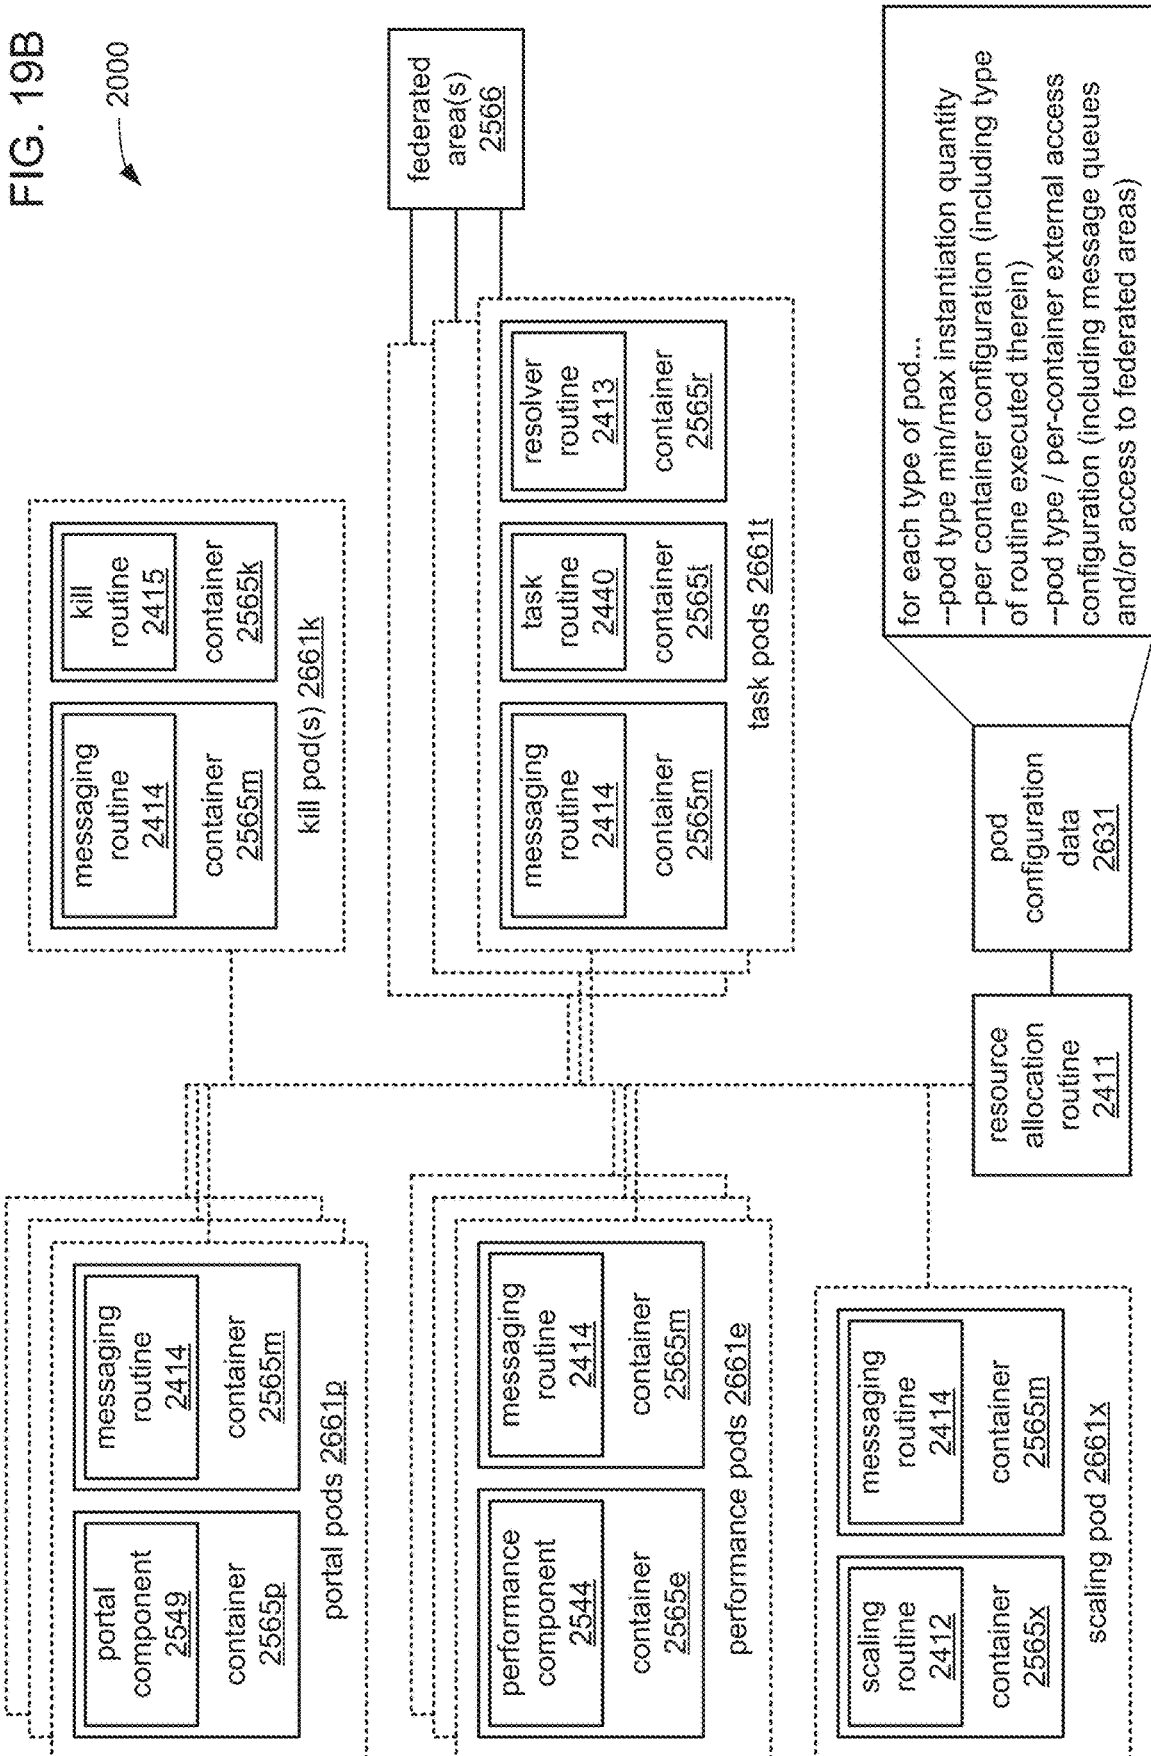 FIG. 19B
2000
portal
component
2549
container
2565p
messaging
routine
2414
container
2565m
portal pods 2661p
messaging
routine
2414
container
2565m
kill
routine
2415
container
2565k
kill pod(s) 2661k
performance
component
2544
container
2565e
messaging
routine
2414
container
2565m
performance pods 2661e
messaging
routine
2414
container
2565m
task
routine
2440
container
2565t
resolver
routine
2413
container
2565r
task pods 2661t
federated
area(s)
2566
scaling
routine
2412
container
2565x
messaging
routine
2414
container
2565m
scaling pod 2661x
resource
allocation
routine
2411
pod
configuration
data
2631
for each type of pod...
--pod type min/max instantiation quantity
--per container configuration (including type
of routine executed therein)
--pod type / per-container external access
configuration (including message queues
and/or access to federated areas)